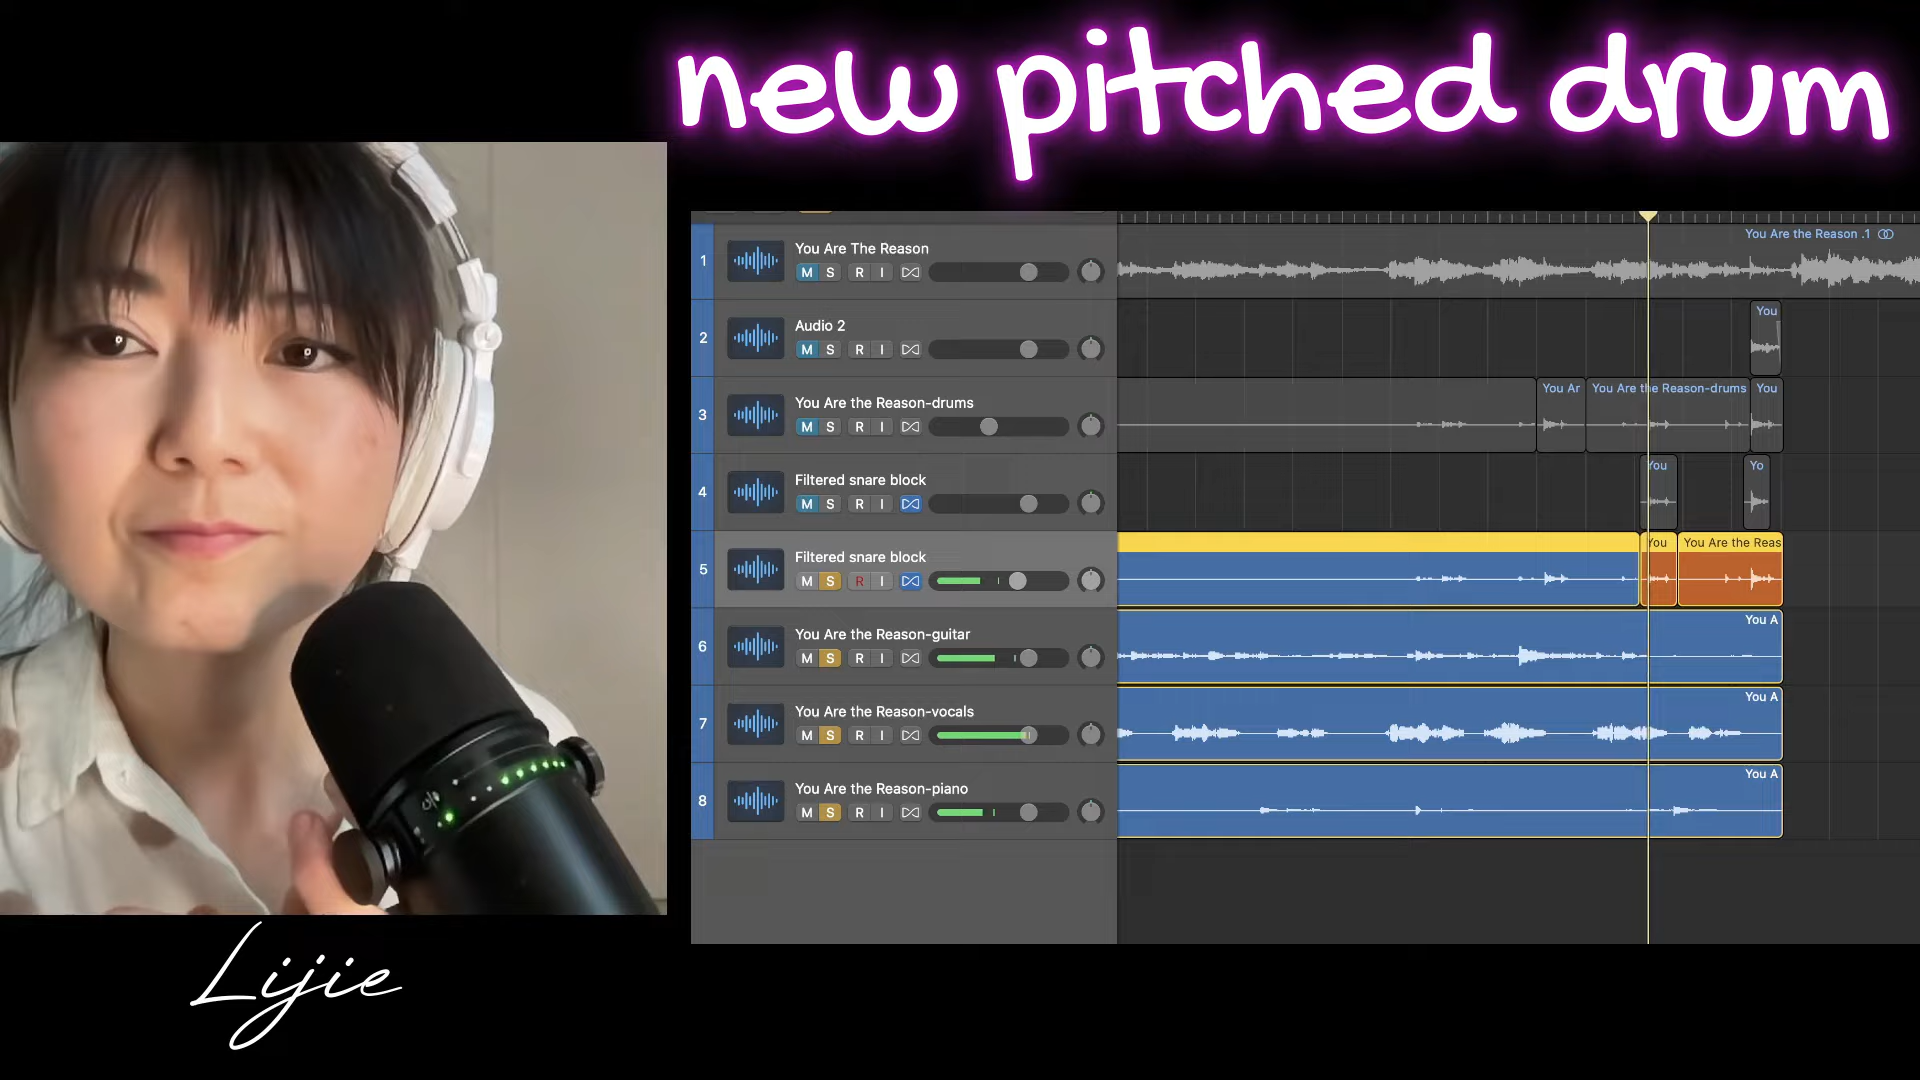 new pitched drum
You Are the Reason .1
1
You Are The Reason
M S R I
2
Audio 2
M S R I
You
3
You Are the Reason-drums
M S R I
You Ar
You Are the Reason-drums
You
4
Filtered snare block
M S R I
You
Yo
5
Filtered snare block
M S R I
You
You Are the Reas
6
You Are the Reason-guitar
M S R I
You A
7
You Are the Reason-vocals
M S R I
You A
8
You Are the Reason-piano
M S R I
You A
Lijie